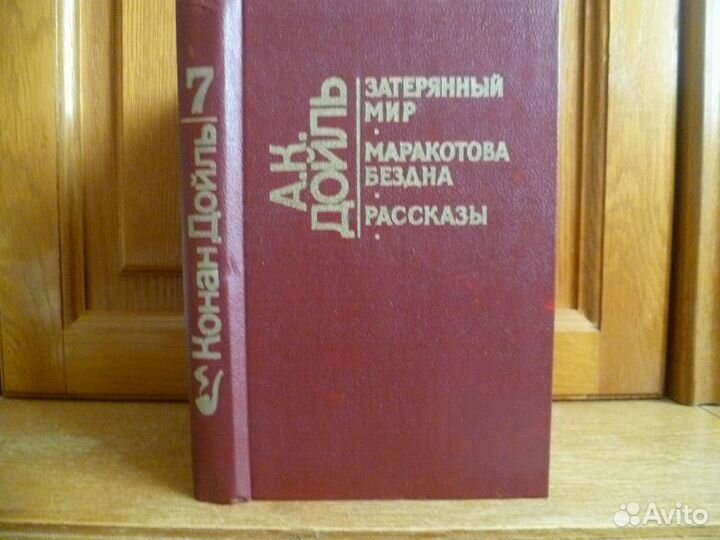 7
Конан Дойль
А.К.
ДОЙЛЬ
ЗАТЕРЯННЫЙ
МИР
МАРАКОТОВА
БЕЗДНА
РАССКАЗЫ
Avito